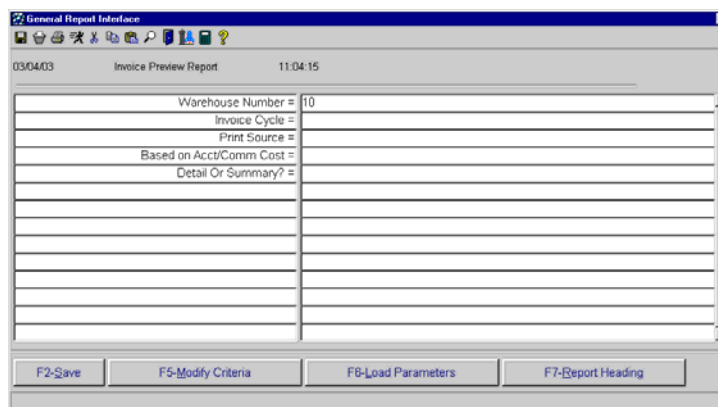 General Report Interface
03/04/03 Invoice Preview Report 11:04:15
Warehouse Number = 10
Invoice Cycle =
Print Source =
Based on Acct/Comm Cost =
Detail Or Summary? =
F2-Save F5-Modify Criteria F6-Load Parameters F7-Report Heading